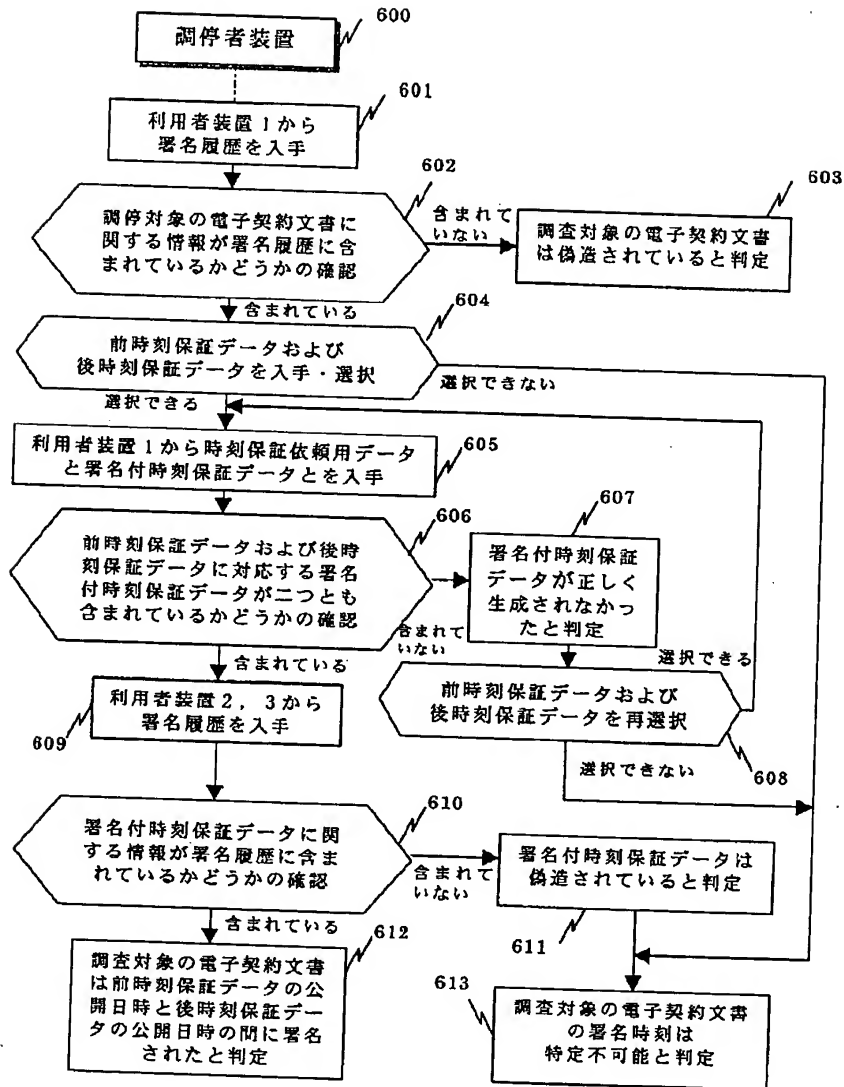 調停者装置
600
601
利用者装置1から
署名履歴を入手
602
調停対象の電子契約文書に
関する情報が署名履歴に含
まれているかどうかの確認
含まれて
いない
603
調査対象の電子契約文書
は偽造されていると判定
含まれている
604
前時刻保証データおよび
後時刻保証データを入手・選択
選択できない
選択できる
利用者装置1から時刻保証依頼用データ
と署名付時刻保証データとを入手
605
606
前時刻保証データおよび後時
刻保証データに対応する署名
付時刻保証データが二つとも
含まれているかどうかの確認
含まれて
いない
607
署名付時刻保証
データが正しく
生成されなかっ
たと判定
含まれている
選択できる
前時刻保証データおよび
後時刻保証データを再選択
608
選択できない
利用者装置2,3から
署名履歴を入手
609
610
署名付時刻保証データに関
する情報が署名履歴に含ま
れているかどうかの確認
含まれて
いない
署名付時刻保証データは
偽造されていると判定
611
含まれている
612
調査対象の電子契約文書
は前時刻保証データの公
開日時と後時刻保証デー
タの公開日時の間に署名
されたと判定
613
調査対象の電子契約文書
の署名時刻は
特定不可能と判定